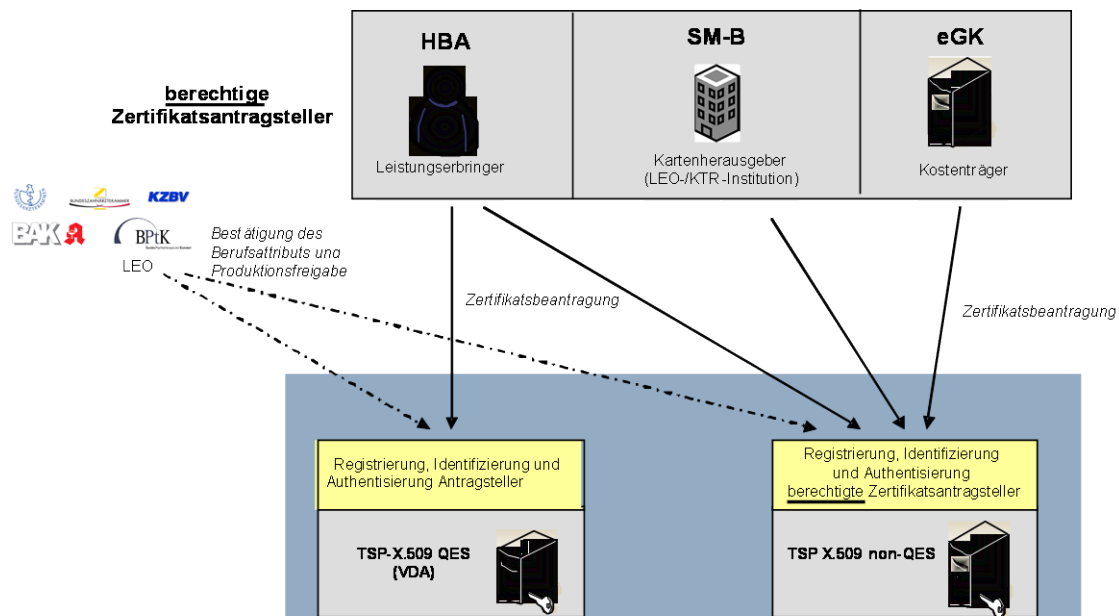 HBA
SM-B
eGK
berechtige
Zertifikatsantragsteller
Leistungserbringer
Kartenherausgeber
(LEO-/KTR-Institution)
Kostenträger
BUNDESZAHNÄRZTEKAMMER
KZBV
BAK
BPtK
LEO
Bestätigung des
Berufsattributs und
Produktionsfreigabe
Zertifikatsbeantragung
Zertifikatsbeantragung
Registrierung, Identifizierung und
Authentisierung Antragsteller
Registrierung, Identifizierung
und Authentisierung
berechtigte Zertifikatsantragsteller
TSP-X.509 QES
(VDA)
TSP X.509 non-QES